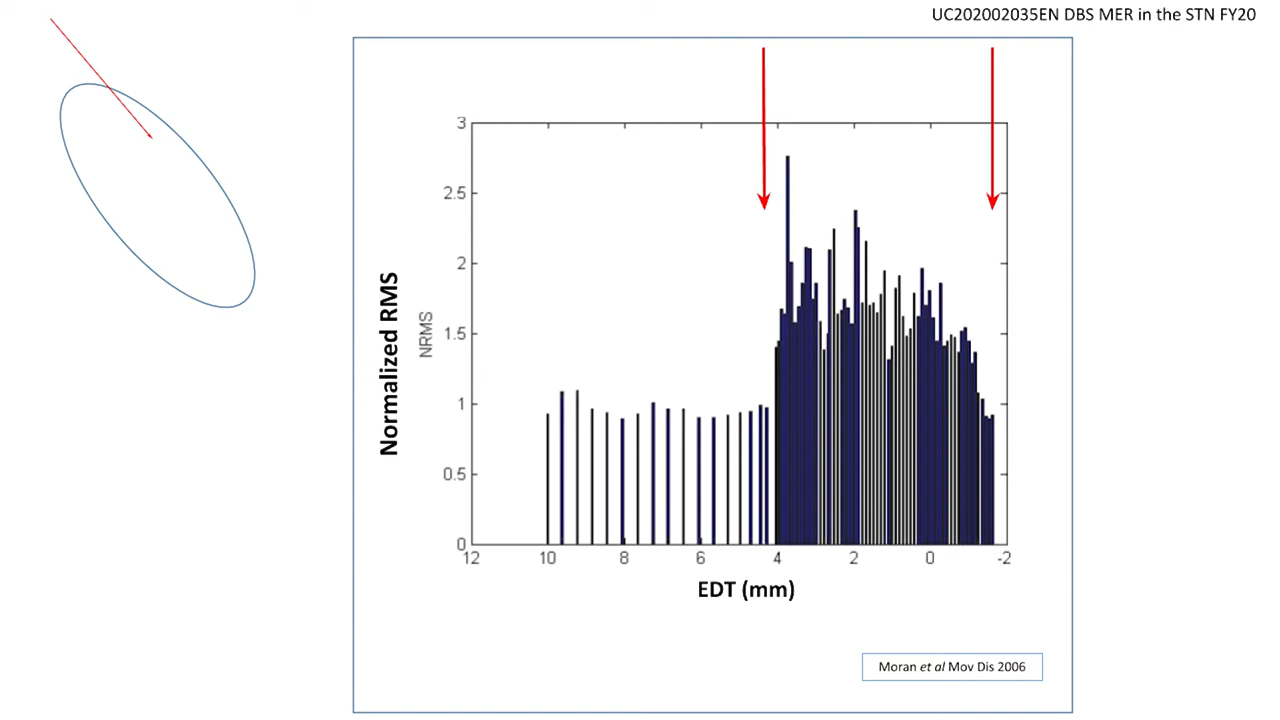 UC202002035EN DBS MER in the STN FY20
3
2.5
2
1.5
1
0.5
0
Normalized RMS
NRMS
12 10 8 6 4 2 0 -2
EDT (mm)
Moran et al Mov Dis 2006